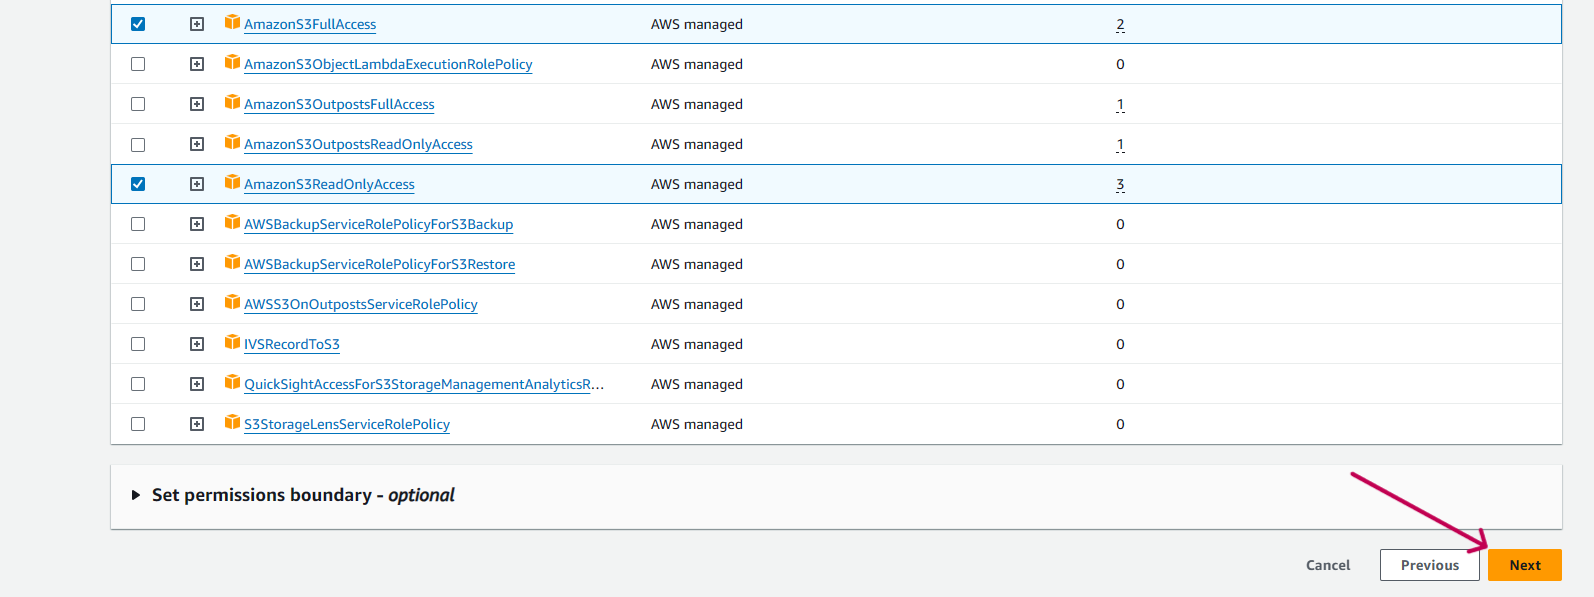 AmazonS3FullAccess AWS managed 2
AmazonS3ObjectLambdaExecutionRolePolicy AWS managed 0
AmazonS3OutpostsFullAccess AWS managed 1
AmazonS3OutpostsReadOnlyAccess AWS managed 1
AmazonS3ReadOnlyAccess AWS managed 3
AWSBackupServiceRolePolicyForS3Backup AWS managed 0
AWSBackupServiceRolePolicyForS3Restore AWS managed 0
AWSS3OnOutpostsServiceRolePolicy AWS managed 0
IVSRecordToS3 AWS managed 0
QuickSightAccessForS3StorageManagementAnalyticsR... AWS managed 0
S3StorageLensServiceRolePolicy AWS managed 0
Set permissions boundary - optional
Cancel Previous Next